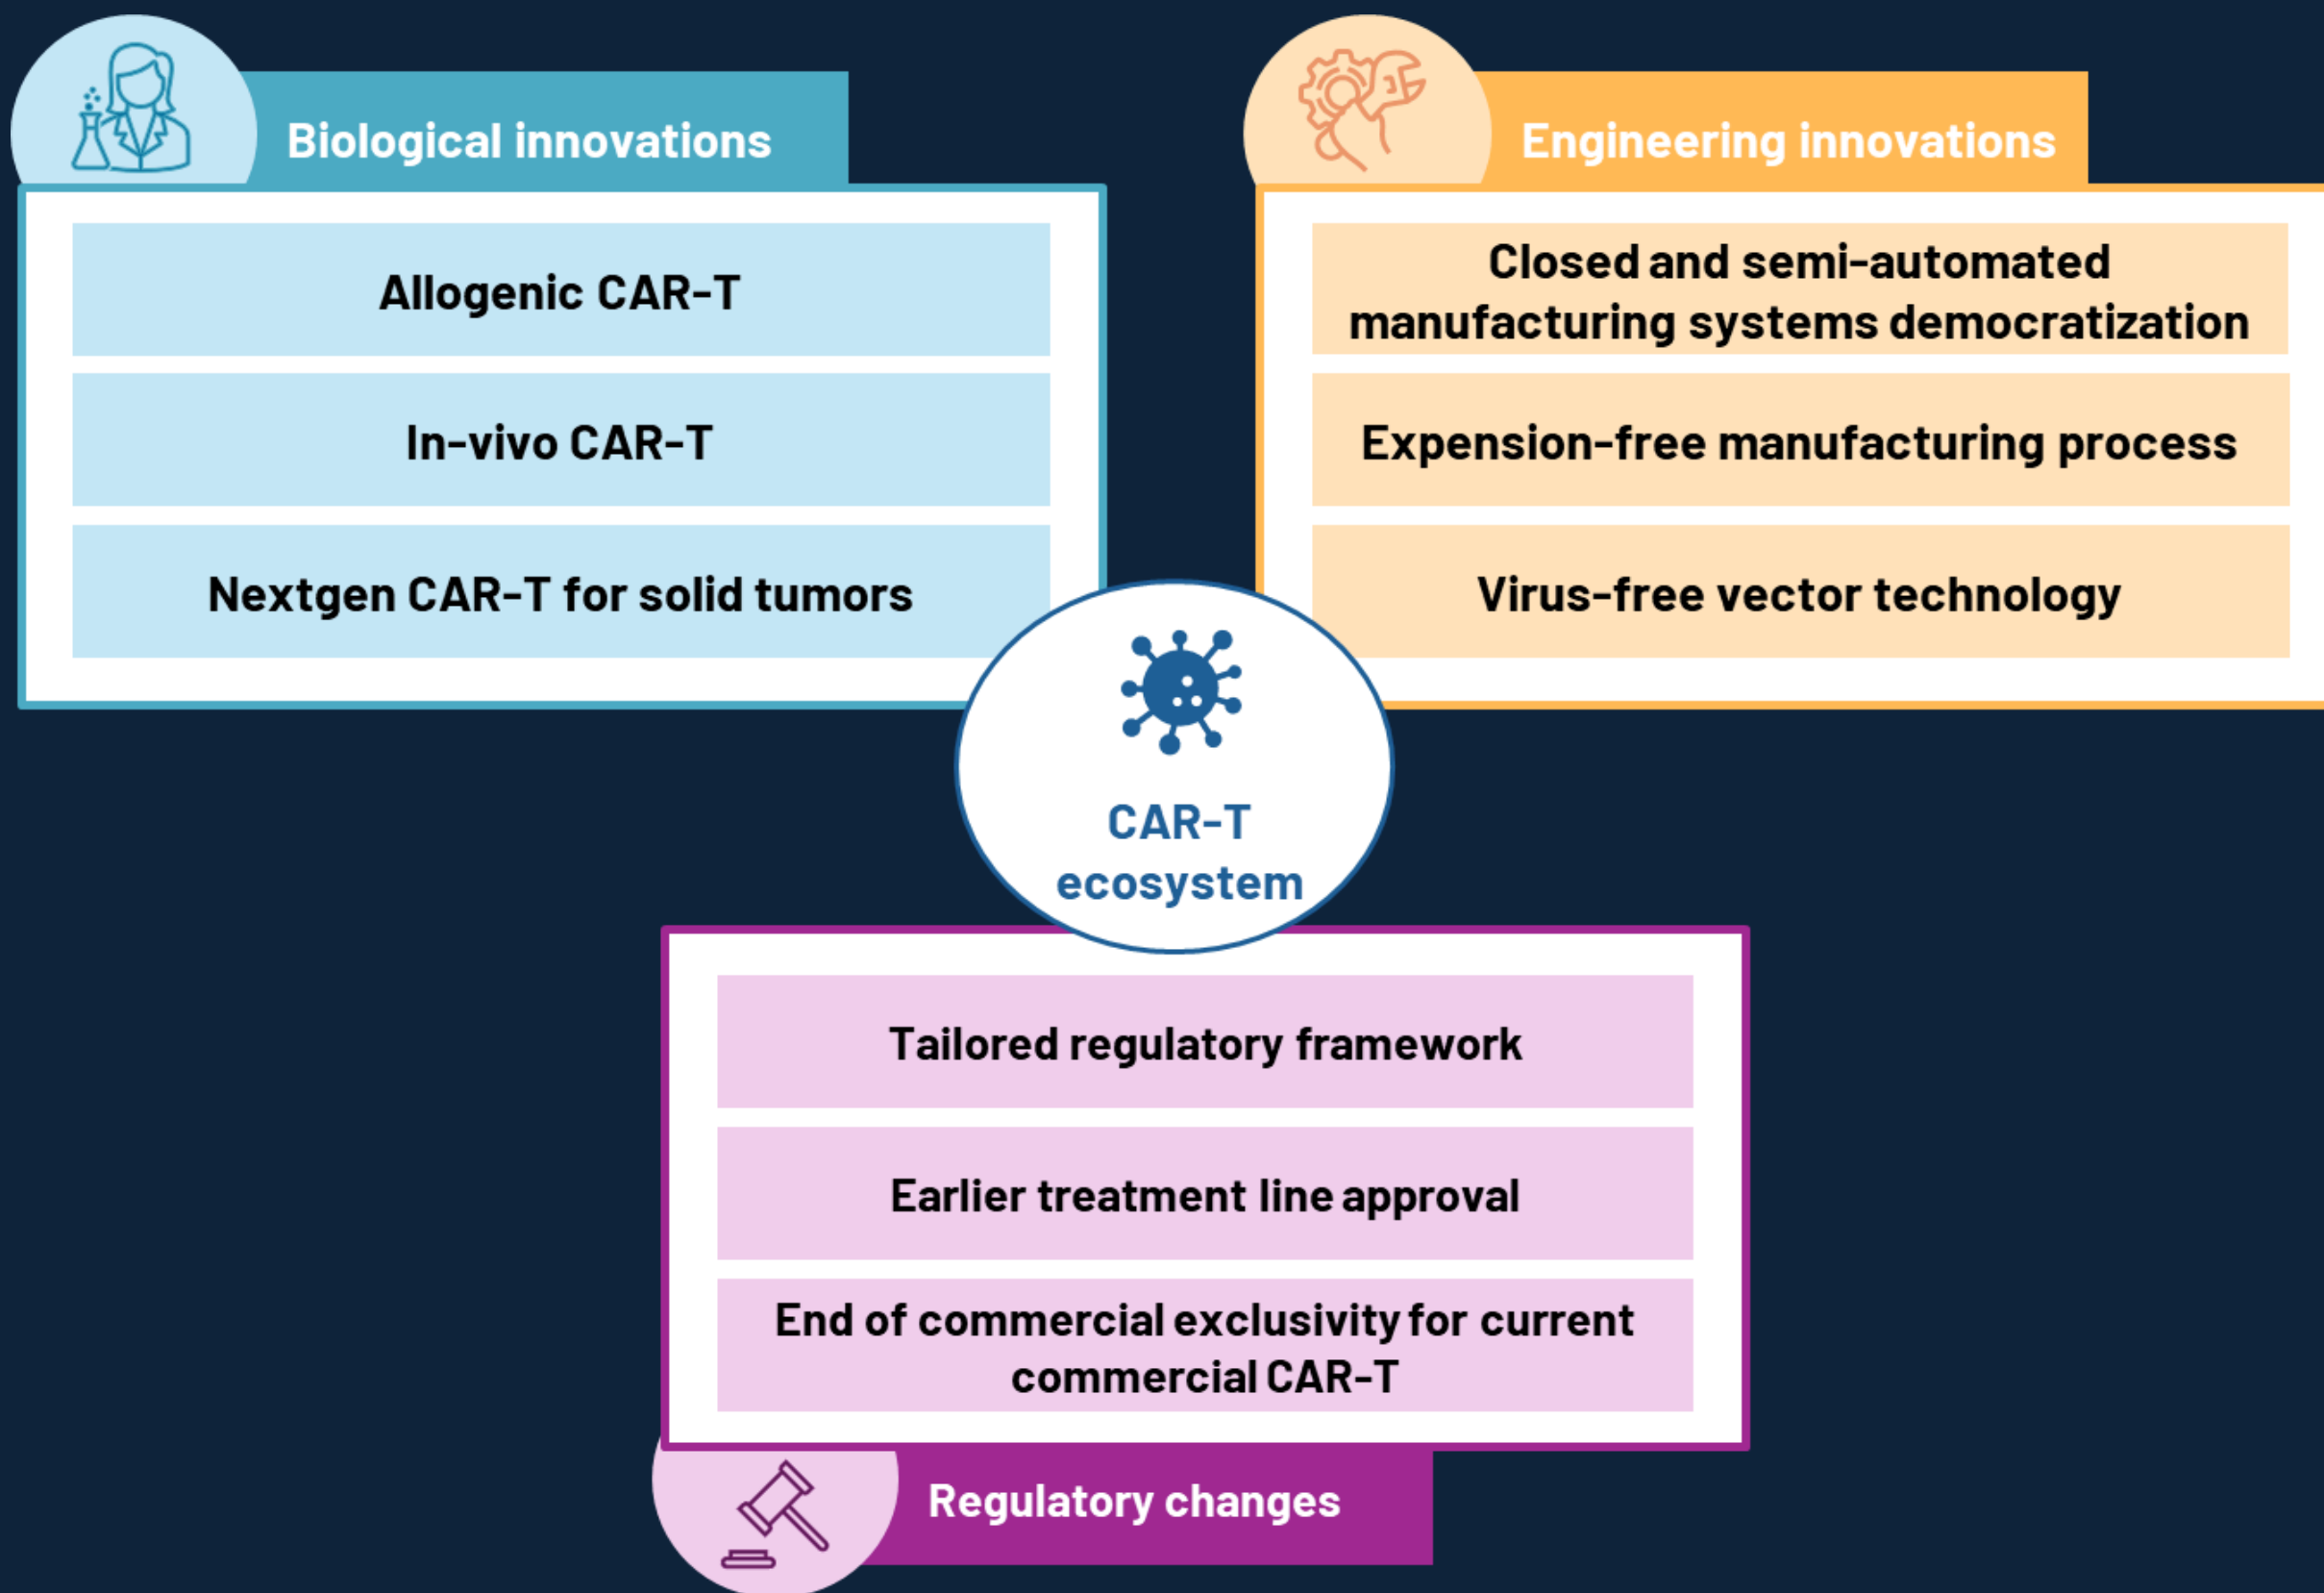 Biological innovations
Allogenic CAR-T
In-vivo CAR-T
Nextgen CAR-T for solid tumors
Engineering innovations
Closed and semi-automated
manufacturing systems democratization
Expension-free manufacturing process
Virus-free vector technology
CAR-T
ecosystem
Tailored regulatory framework
Earlier treatment line approval
End of commercial exclusivity for current
commercial CAR-T
Regulatory changes